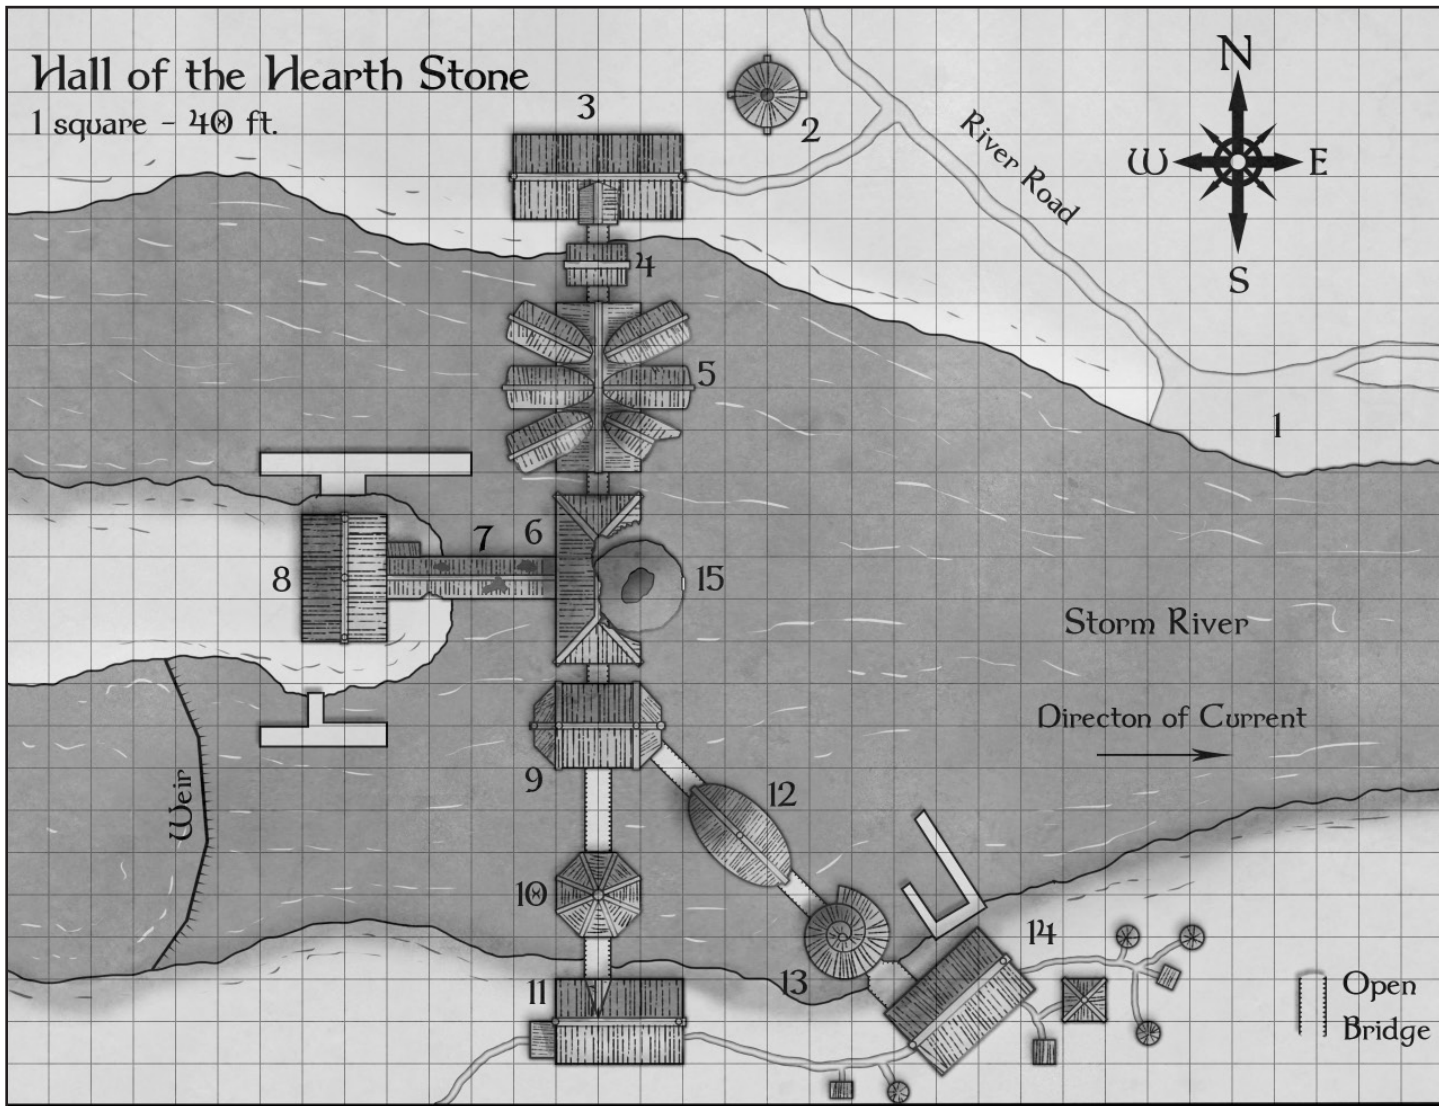 Hall of the Hearth Stone
1 square - 40 ft.
N
W E
S
River Road
3
2
4
5
1
6
7
8
15
Storm River
Directon of Current
9
12
Weir
10
14
13
11
Open
Bridge